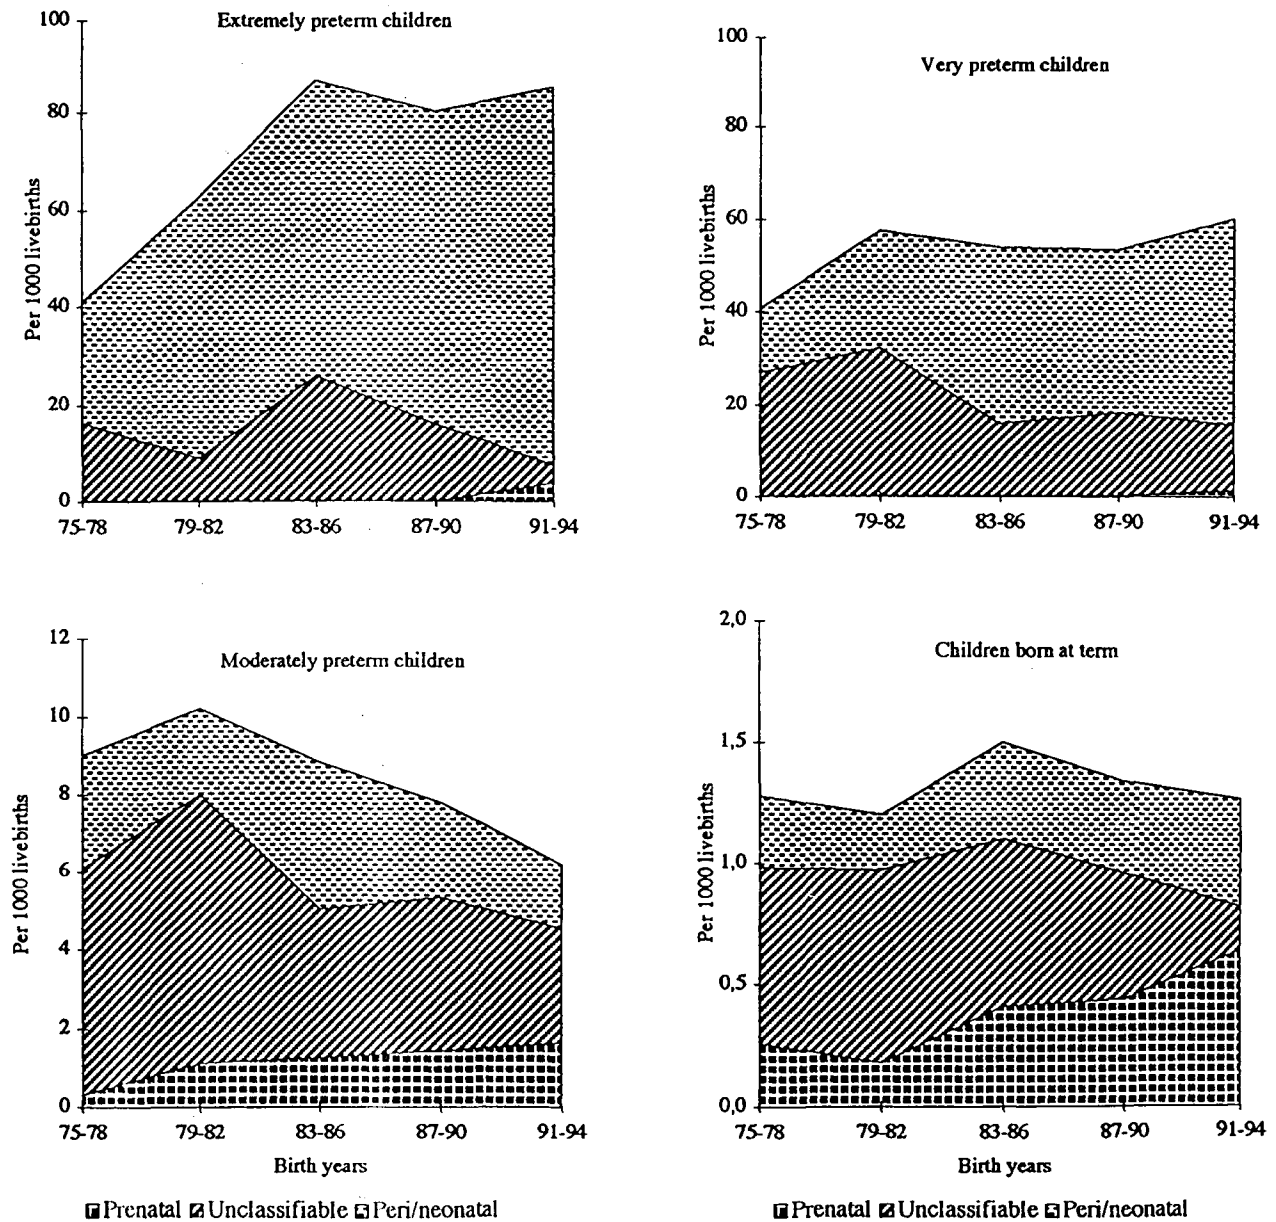 Extremely preterm children
100
80
60
40
20
0
Per 1000 livebirths
75-78 79-82 83-86 87-90 91-94
Very preterm children
100
80
60
40
20
0
Per 1000 livebirths
75-78 79-82 83-86 87-90 91-94
Moderately preterm children
12
10
8
6
4
2
0
Per 1000 livebirths
75-78 79-82 83-86 87-90 91-94
Birth years
Prenatal Unclassifiable Peri/neonatal
Children born at term
2,0
1,5
1,0
0,5
0,0
Per 1000 livebirths
75-78 79-82 83-86 87-90 91-94
Birth years
Prenatal Unclassifiable Peri/neonatal